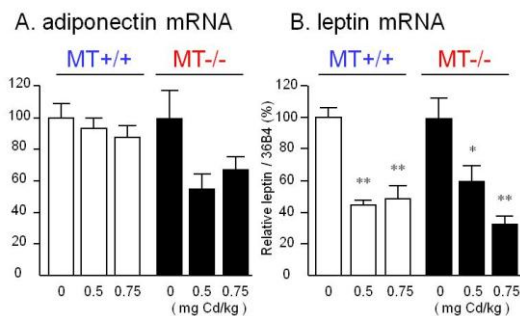 A. adiponectin mRNA
MT+/+ MT-/-
120
100
80
60
40
20
0
0 0.5 0.75 0 0.5 0.75
( mg Cd/kg )
B. leptin mRNA
MT+/+ MT-/-
Relative leptin / 36B4 (%)
120
100
80
60
40
20
0
** ** * **
0 0.5 0.75 0 0.5 0.75
( mg Cd/kg )